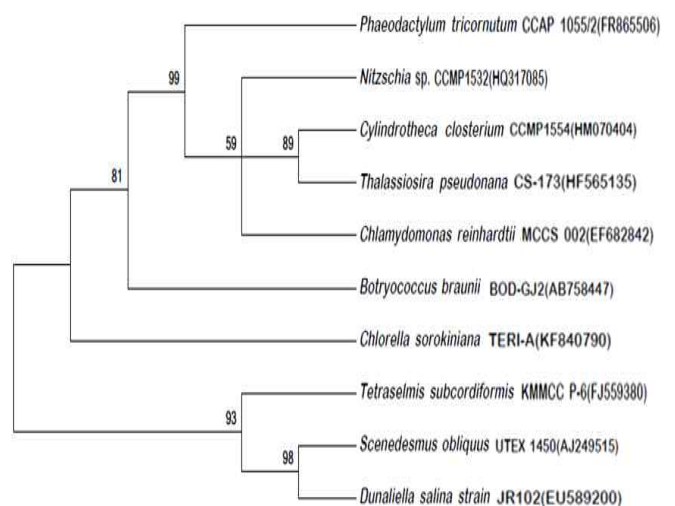 Phaeodactylum tricornutum CCAP 1055/2(FR865506)
99
Nitzschia sp. CCMP1532(HQ317085)
Cylindrotheca closterium CCMP1554(HM070404)
59
89
81
Thalassiosira pseudonana CS-173(HF565135)
Chlamydomonas reinhardtii MCCS 002(EF682842)
Botryococcus braunii BOD-GJ2(AB758447)
Chlorella sorokiniana TERI-A(KF840790)
Tetraselmis subcordiformis KMMCC P-6(FJ559380)
93
Scenedesmus obliquus UTEX 1450(AJ249515)
98
Dunaliella salina strain JR102(EU589200)